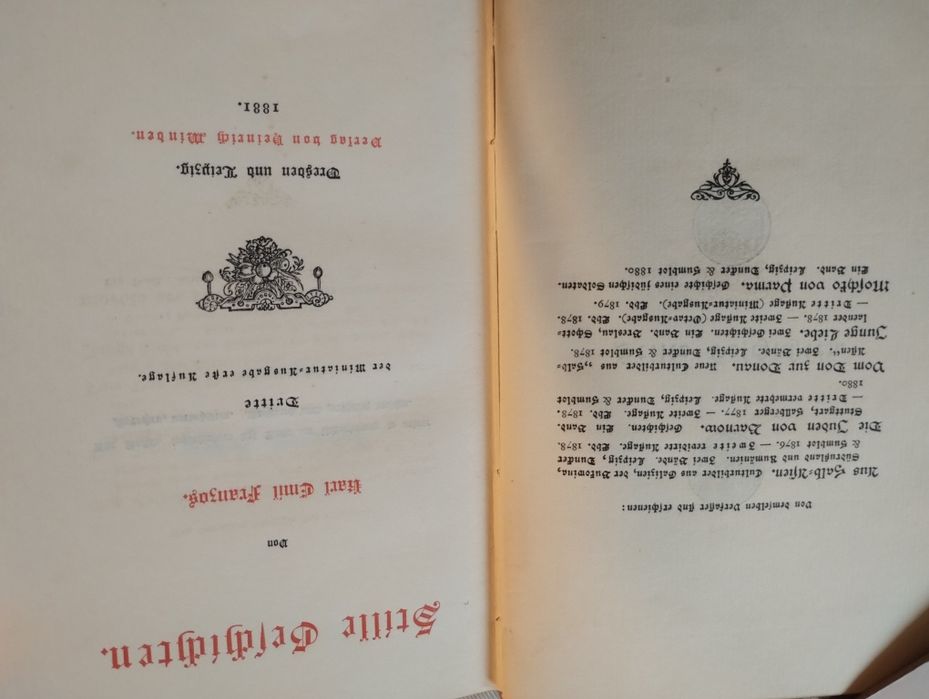 Von demselben Verfasser sind erschienen:
Aus Halb-Asien. Culturbilder aus Galizien, der Bukowina,
Südrußland und Rumänien. Zwei Bände. Leipzig, Duncker
& Humblot 1876. — Zweite revidirte Auflage. Ebd. 1878.
Die Juden von Barnow. Geschichten. Ein Band.
Stuttgart, Hallberger 1877. — Zweite Auflage. Ebd. 1878.
— Dritte vermehrte Auflage. Leipzig, Duncker & Humblot
1880.
Vom Don zur Donau. Neue Culturbilder aus „Halb-
Asien“. Zwei Bände. Leipzig, Duncker & Humblot 1878.
Junge Liebe. Zwei Geschichten. Ein Band. Breslau, Schott-
laender 1878. — Zweite Auflage (Octav-Ausgabe). Ebd. 1878.
— Dritte Auflage (Miniatur-Ausgabe). Ebd. 1879.
Moschko von Parma. Geschichte eines jüdischen Soldaten.
Ein Band. Leipzig, Duncker & Humblot 1880.
Stille Geschichten.
Von
Karl Emil Franzos.
Dritte
der Miniatur-Ausgabe erste Auflage.
Dresden und Leipzig.
Verlag von Heinrich Minden.
1881.